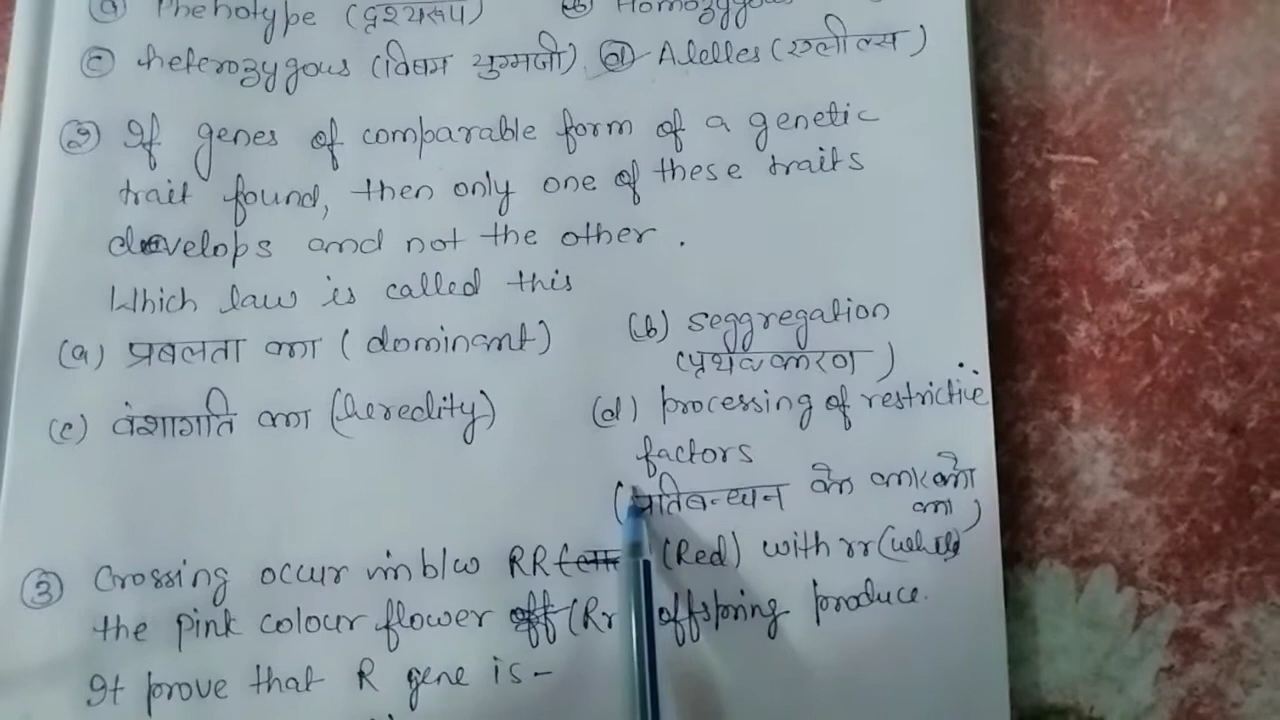 (a) Phenotype (दृश्यरूप) (b) Homozygous
(c) heterozygous (विषम युग्मजी) (d) Alelles (एलील्स)
(2) If genes of comparable form of a genetic
trait found, then only one of these traits
develops and not the other.
Which law is called this
(a) प्रबलता का (dominant) (b) seggregation
(पृथक्करण)
(c) वंशागति का (heredity) (d) processing of restrictive
factors
(प्रतिबन्धन के कारकों
का)
(3) Crossing occur in b/w RR (Red) with rr (white)
the pink colour flower (Rr offspring produce.
It prove that R gene is -